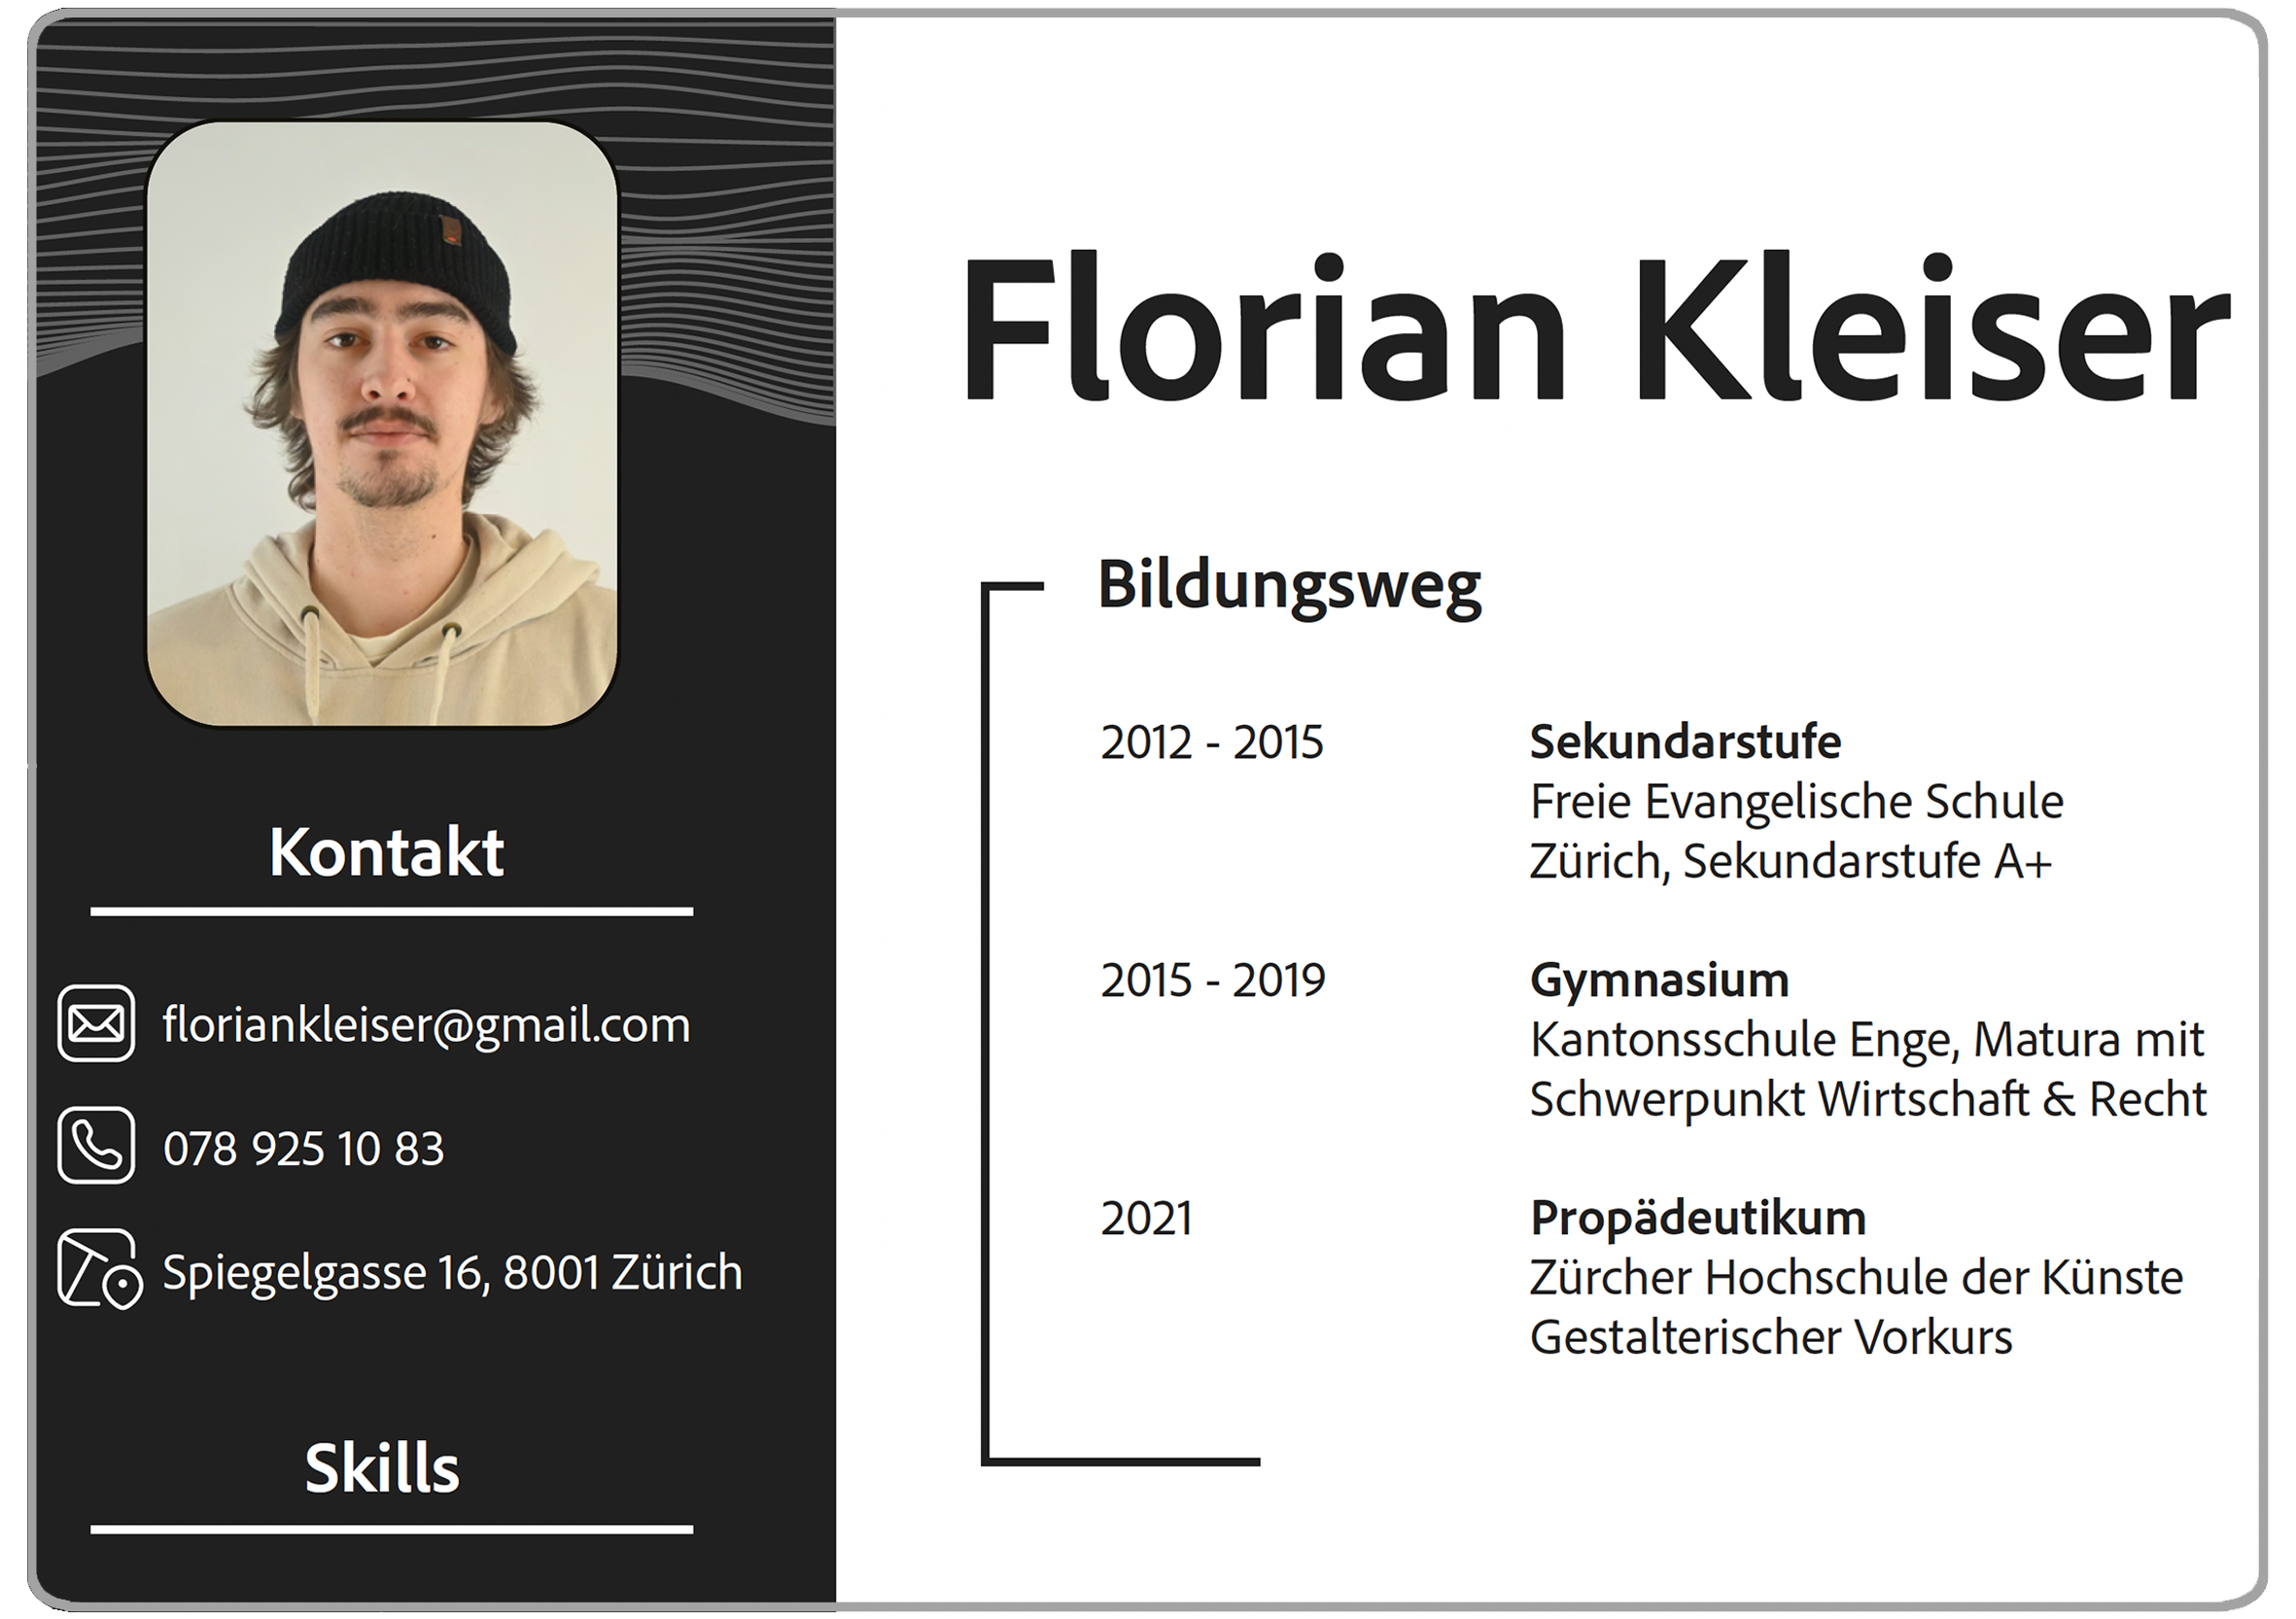 Florian Kleiser
Kontakt
floriankleiser@gmail.com
078 925 10 83
Spiegelgasse 16, 8001 Zürich
Skills
Bildungsweg
2012 - 2015
Sekundarstufe
Freie Evangelische Schule
Zürich, Sekundarstufe A+
2015 - 2019
Gymnasium
Kantonsschule Enge, Matura mit
Schwerpunkt Wirtschaft & Recht
2021
Propädeutikum
Zürcher Hochschule der Künste
Gestalterischer Vorkurs